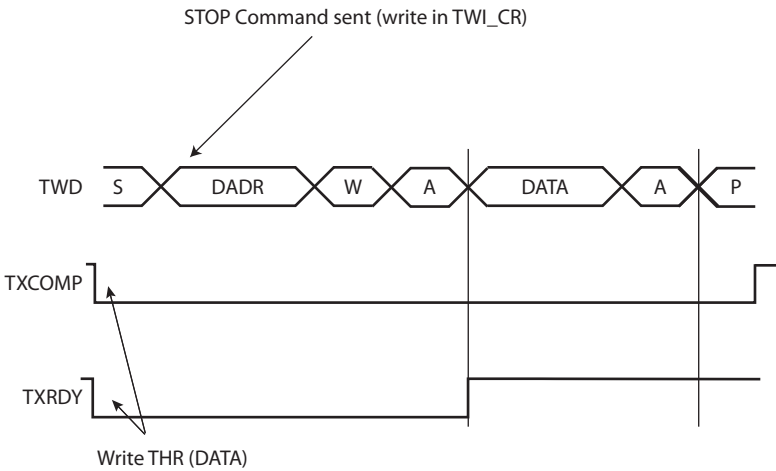 STOP Command sent (write in TWI_CR)
TWD S DADR W A DATA A P
TXCOMP
TXRDY
Write THR (DATA)